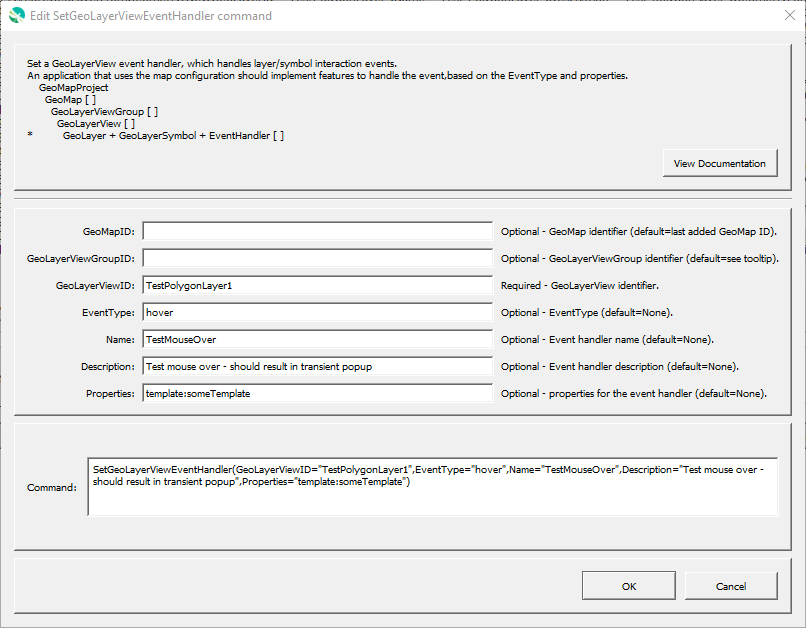 Edit SetGeoLayerViewEventHandler command
Set a GeoLayerView event handler, which handles layer/symbol interaction events.
An application that uses the map configuration should implement features to handle the event,based on the EventType and properties.
GeoMapProject
GeoMap [ ]
GeoLayerViewGroup [ ]
GeoLayerView [ ]
* GeoLayer + GeoLayerSymbol + EventHandler [ ]
View Documentation
GeoMapID: Optional - GeoMap identifier (default=last added GeoMap ID).
GeoLayerViewGroupID: Optional - GeoLayerViewGroup identifier (default=see tooltip).
GeoLayerViewID: TestPolygonLayer1 Required - GeoLayerView identifier.
EventType: hover Optional - EventType (default=None).
Name: TestMouseOver Optional - Event handler name (default=None).
Description: Test mouse over - should result in transient popup Optional - Event handler description (default=None).
Properties: template:someTemplate Optional - properties for the event handler (default=None).
Command: SetGeoLayerViewEventHandler(GeoLayerViewID="TestPolygonLayer1",EventType="hover",Name="TestMouseOver",Description="Test mouse over -
should result in transient popup",Properties="template:someTemplate")
OK Cancel